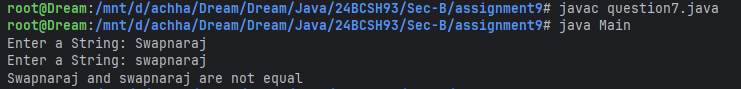 root@Dream:/mnt/d/achha/Dream/Dream/Java/24BCSH93/Sec-B/assignment9# javac question7.java
root@Dream:/mnt/d/achha/Dream/Dream/Java/24BCSH93/Sec-B/assignment9# java Main
Enter a String: Swapnaraj
Enter a String: swapnaraj
Swapnaraj and swapnaraj are not equal